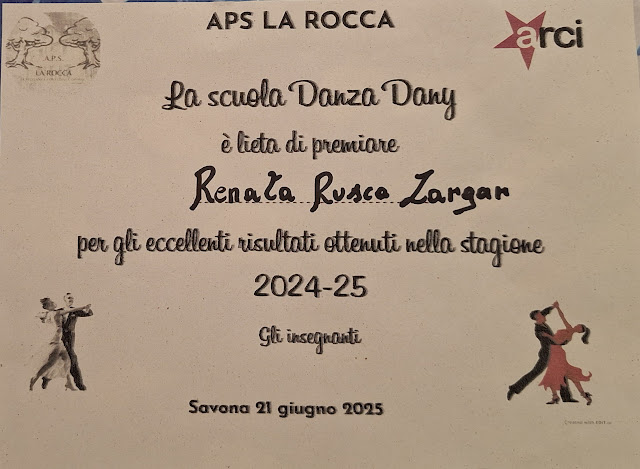 APS LA ROCCA
A.P.S.
LA ROCCA
arci
La scuola Danza Dany
è lieta di premiare
Renata Rusca Zargar
per gli eccellenti risultati ottenuti nella stagione
2024-25
Gli insegnanti
Savona 21 giugno 2025